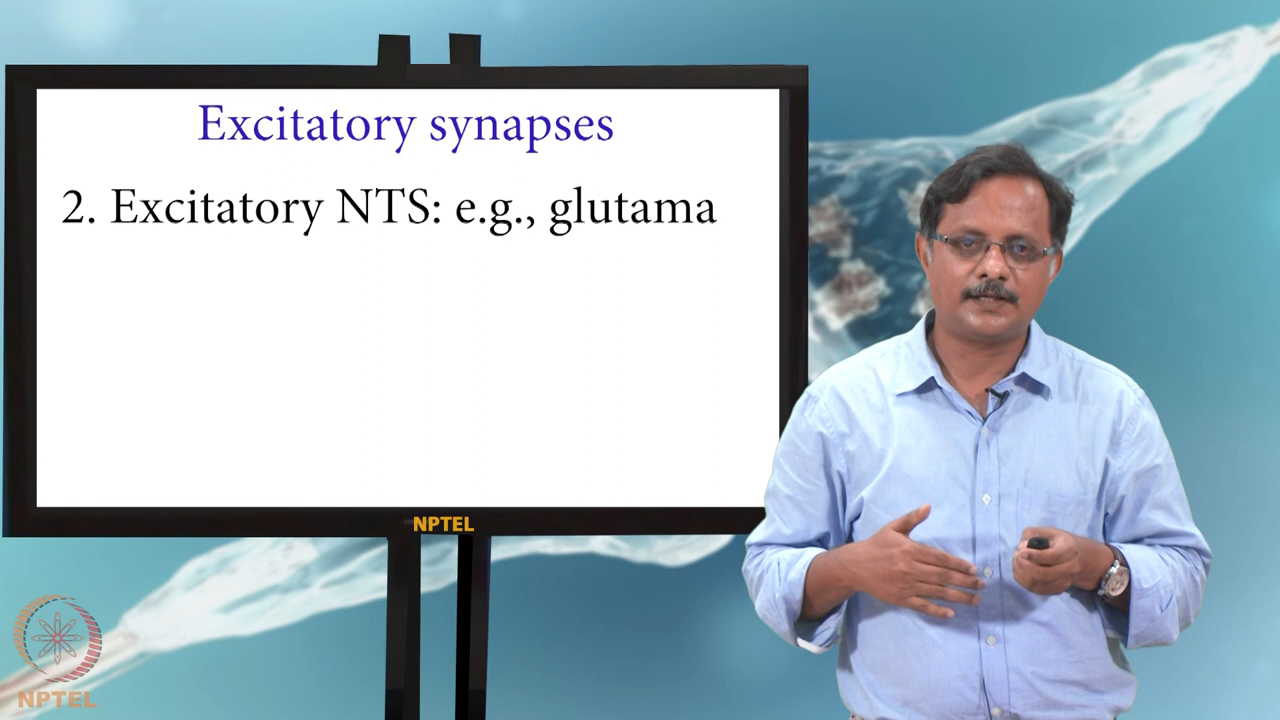 Excitatory synapses
2. Excitatory NTS: e.g., glutama
NPTEL
NPTEL